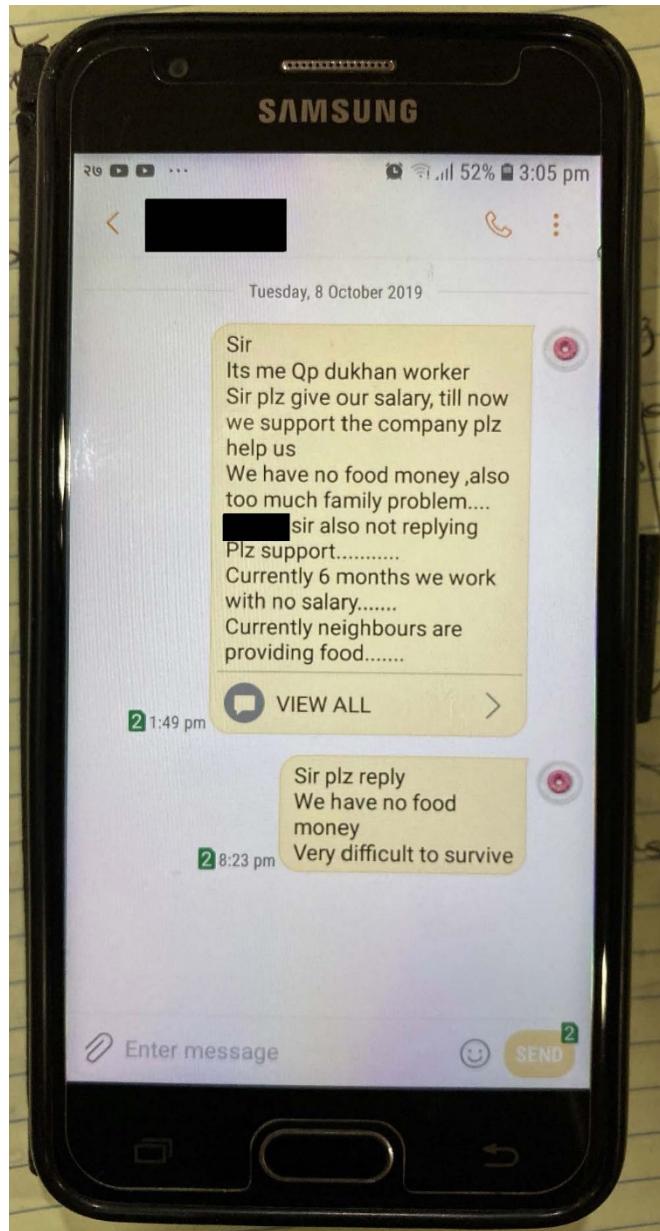 SAMSUNG
२७ ... 52% 3:05 pm
Tuesday, 8 October 2019
Sir
Its me Qp dukhan worker
Sir plz give our salary, till now
we support the company plz
help us
We have no food money ,also
too much family problem....
sir also not replying
Plz support...........
Currently 6 months we work
with no salary.......
Currently neighbours are
providing food.......
VIEW ALL
2 1:49 pm
Sir plz reply
We have no food
money
Very difficult to survive
2 8:23 pm
Enter message
SEND 2